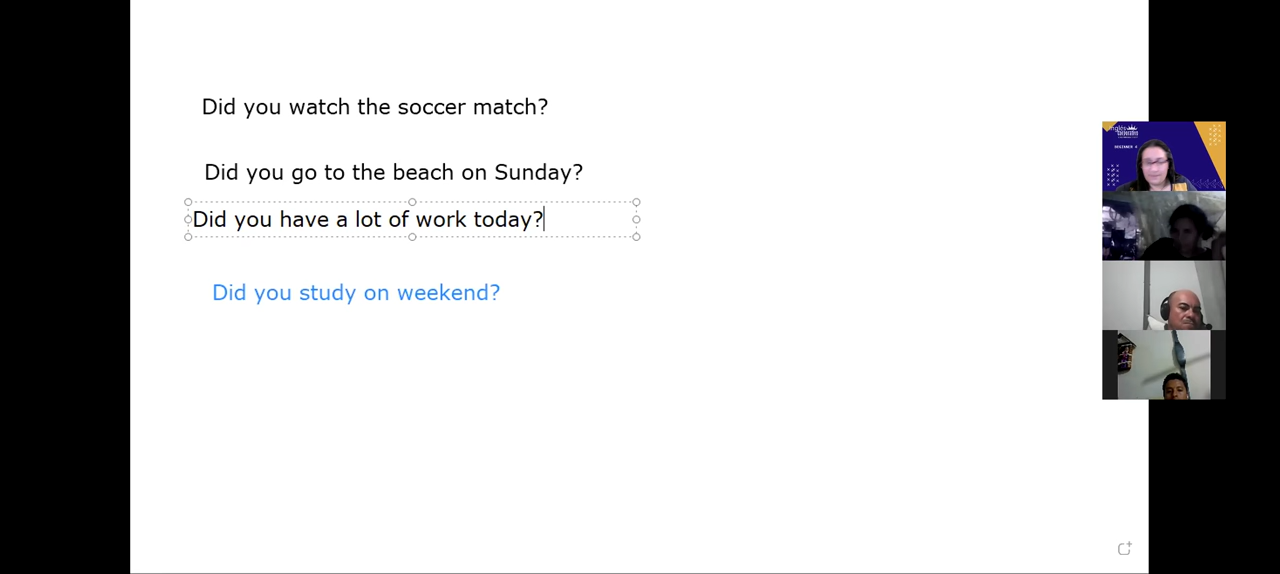 Did you watch the soccer match?
Did you go to the beach on Sunday?
Did you have a lot of work today?
Did you study on weekend?